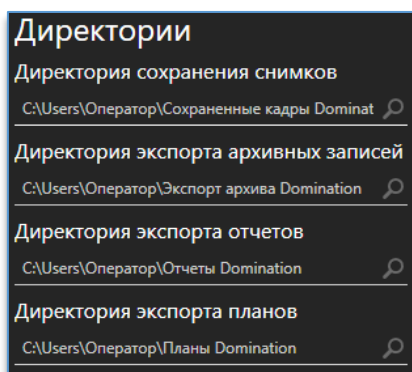 Директории
Директория сохранения снимков
C:\Users\Оператор\Сохраненные кадры Dominat
Директория экспорта архивных записей
C:\Users\Оператор\Экспорт архива Domination
Директория экспорта отчетов
C:\Users\Оператор\Отчеты Domination
Директория экспорта планов
C:\Users\Оператор\Планы Domination